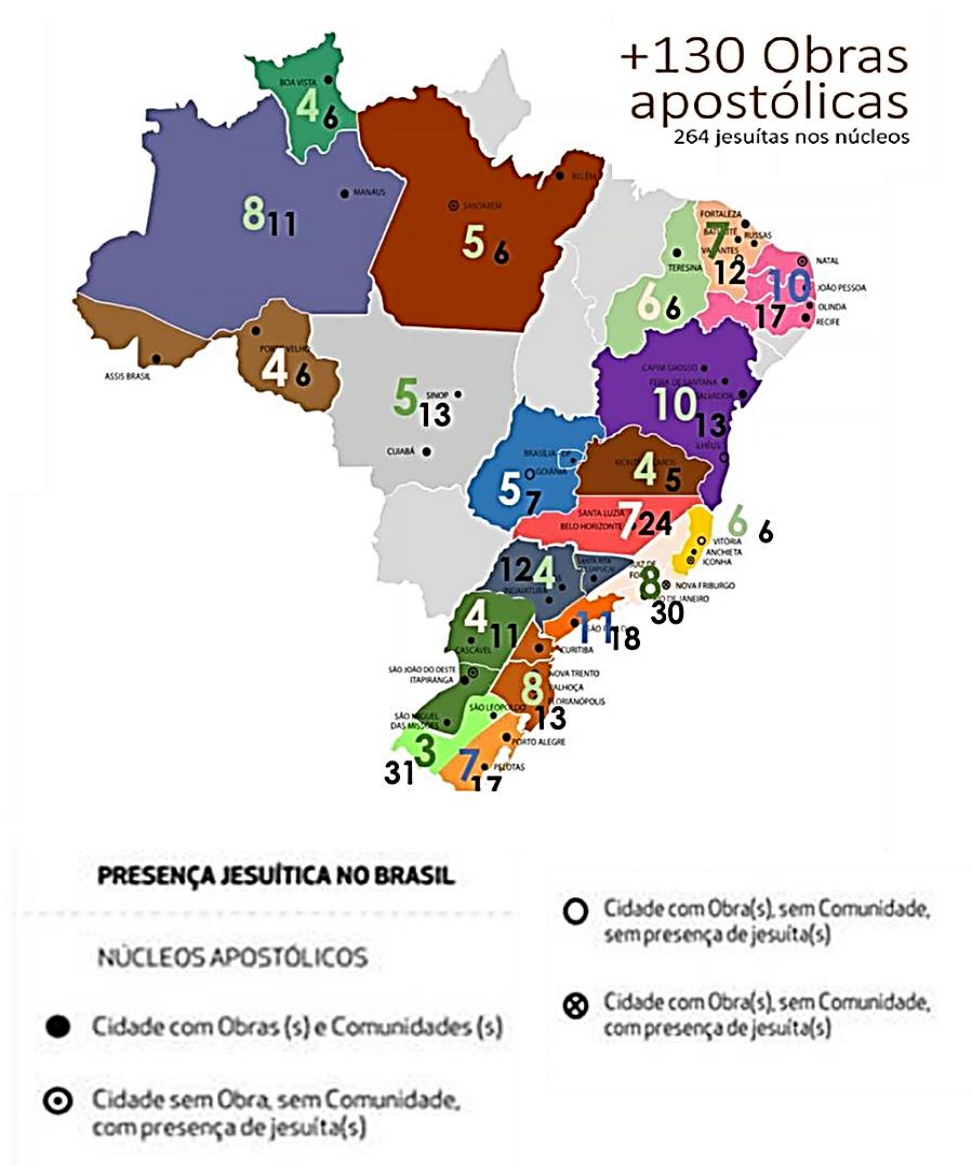 +130 Obras
apostólicas
264 jesuítas nos núcleos
BOA VISTA
4 6
MANAUS
8 11
BELÉM
SANTARÉM
5 6
FORTALEZA
7
RUSSAS
12
TERESINA
6 6
NATAL
10
JOÃO PESSOA
OLINDA
17
RECIFE
PORTO VELHO
4 6
ASSIS BRASIL
5
SINOP
13
CUIABÁ
CAPIM GROSSO
FEIRA DE SANTANA
SALVADOR
10
13
ILHÉUS
BRASÍLIA - DF
GOIÂNIA
5 7
4 5
SANTA LUZIA
BELO HORIZONTE
7 24
6 6
VITÓRIA
ANCHIETA
ICONHA
12 4
INDAIATUBA
8
NOVA FRIBURGO
30
11
18
4
11
CASCAVEL
CURITIBA
SÃO JOÃO DO OESTE
ITAPIRANGA
NOVA TRENTO
PALHOÇA
FLORIANÓPOLIS
8
13
SÃO LEOPOLDO
SÃO MIGUEL
DAS MISSÕES
3
31
PORTO ALEGRE
PELOTAS
7
17
PRESENÇA JESUÍTICA NO BRASIL
NÚCLEOS APOSTÓLICOS
Cidade com Obras (s) e Comunidades (s)
Cidade sem Obra, sem Comunidade,
com presença de jesuíta(s)
Cidade com Obra(s), sem Comunidade,
sem presença de jesuíta(s)
Cidade com Obra(s), sem Comunidade,
com presença de jesuíta(s)